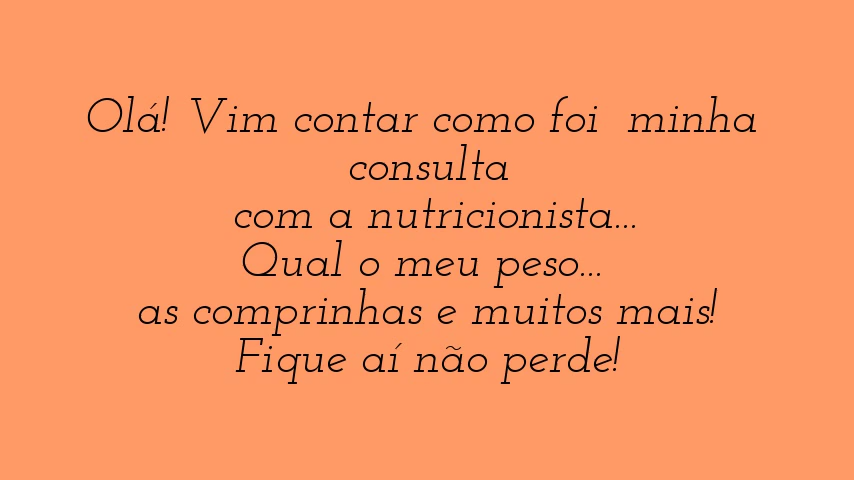 Olá! Vim contar como foi  minha
consulta
com a nutricionista...
Qual o meu peso...
as comprinhas e muitos mais!
Fique aí não perde!